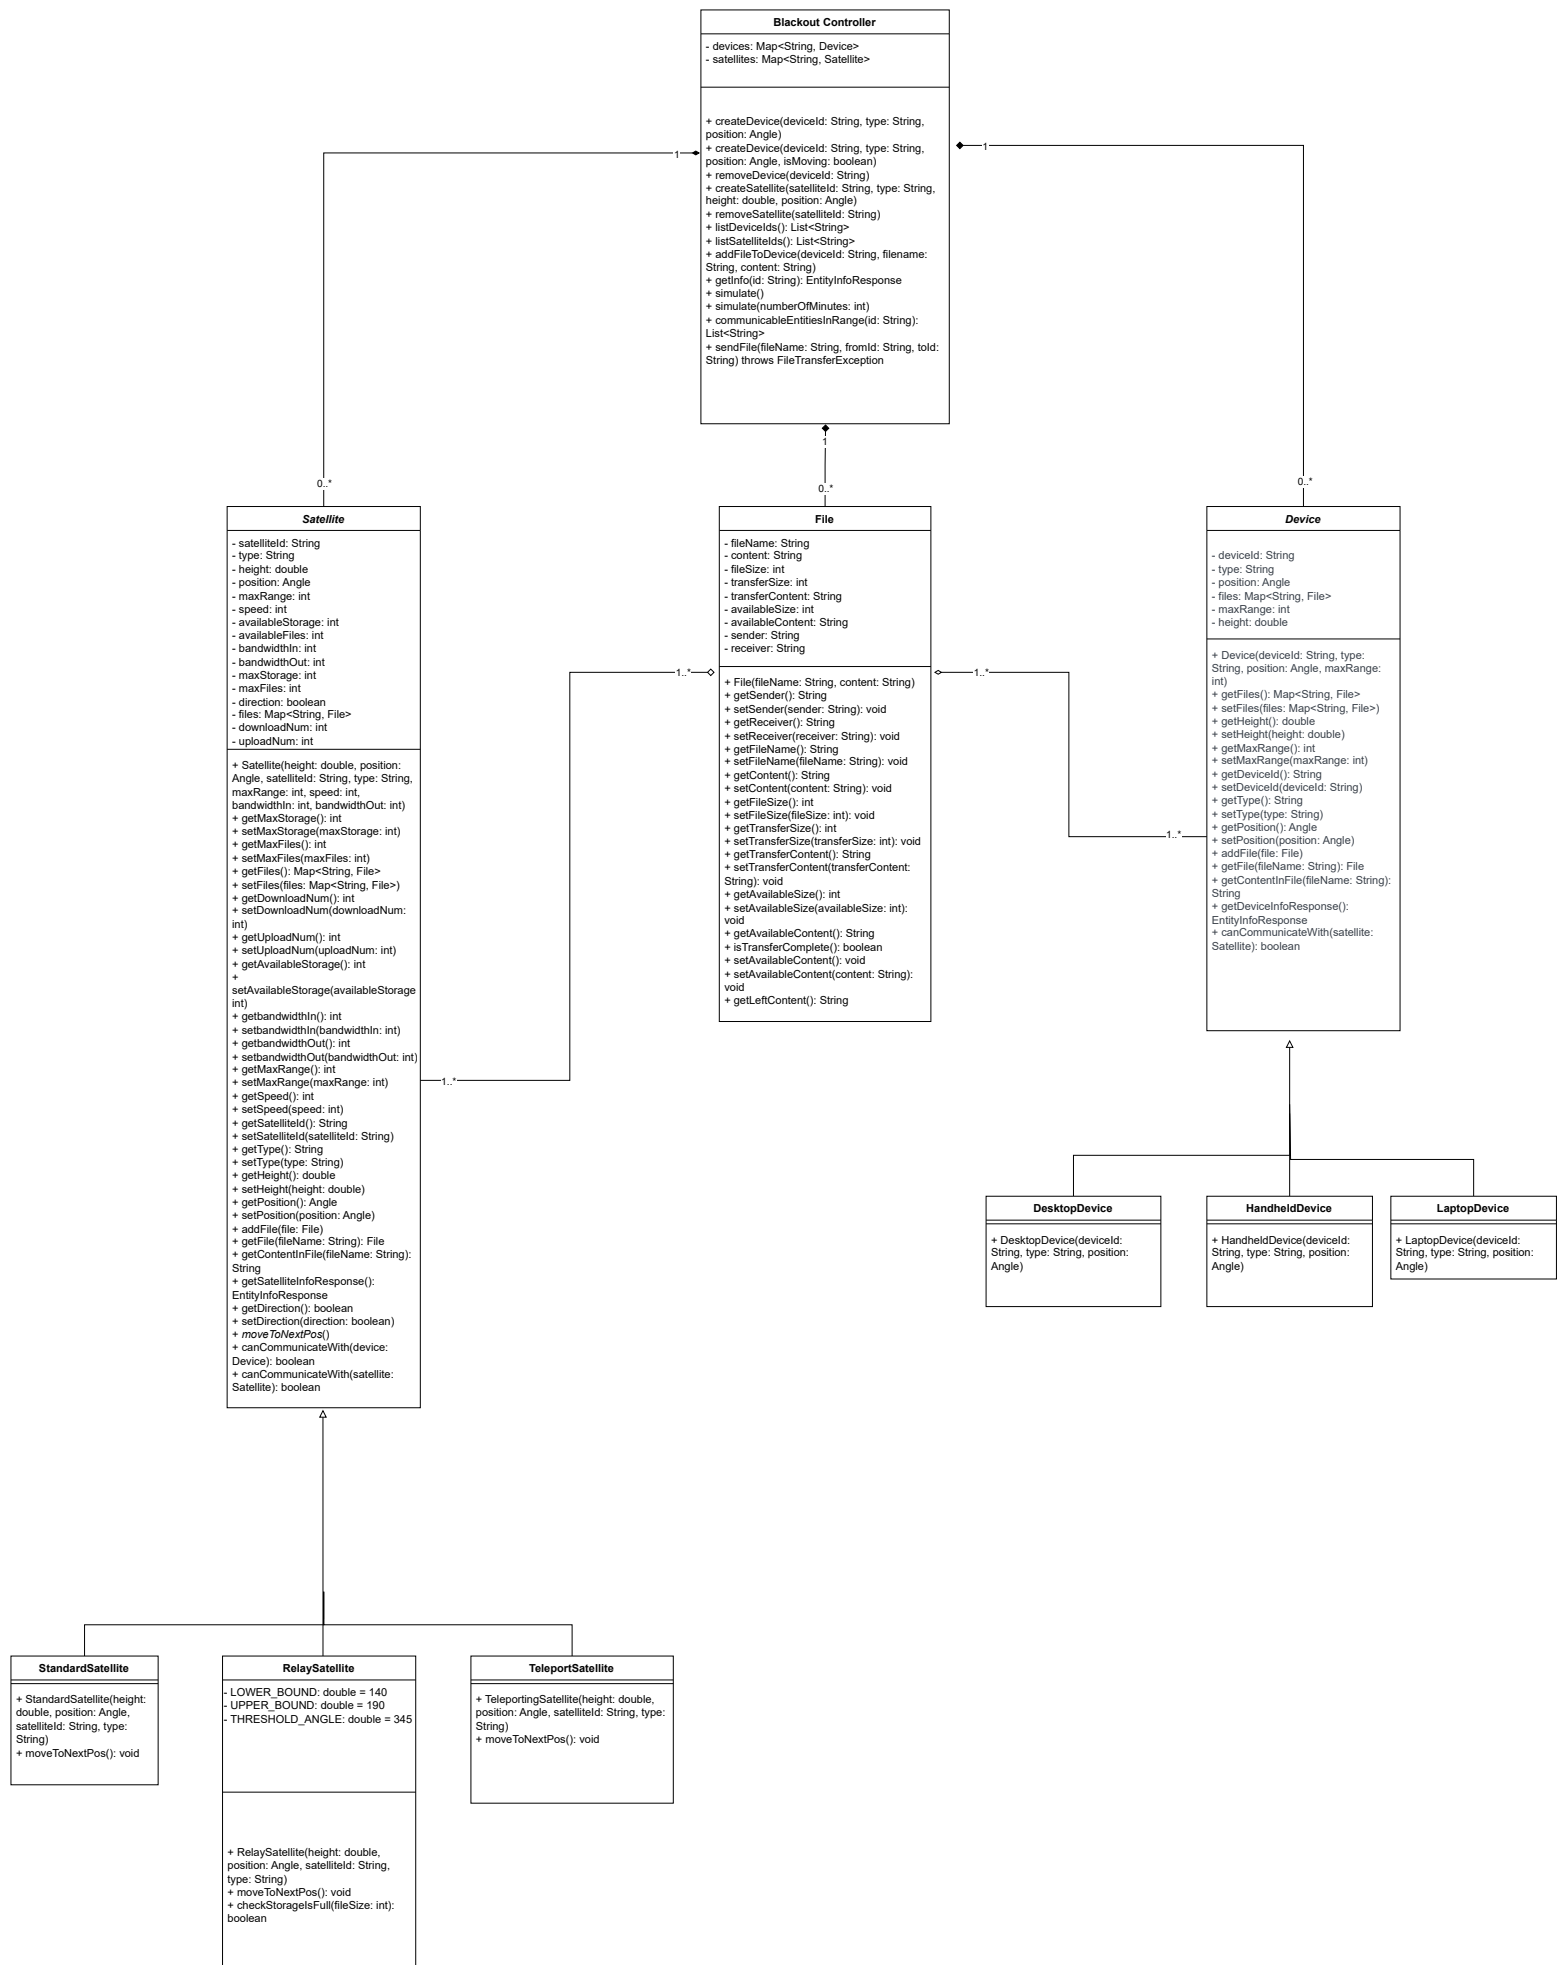 Blackout Controller
- devices: Map<String, Device>
- satellites: Map<String, Satellite>
+ createDevice(deviceId: String, type: String,
position: Angle)
+ createDevice(deviceId: String, type: String,
position: Angle, isMoving: boolean)
+ removeDevice(deviceId: String)
+ createSatellite(satelliteId: String, type: String,
height: double, position: Angle)
+ removeSatellite(satelliteId: String)
+ listDeviceIds(): List<String>
+ listSatelliteIds(): List<String>
+ addFileToDevice(deviceId: String, filename:
String, content: String)
+ getInfo(id: String): EntityInfoResponse
+ simulate()
+ simulate(numberOfMinutes: int)
+ communicableEntitiesInRange(id: String):
List<String>
+ sendFile(fileName: String, fromId: String, toId:
String) throws FileTransferException
1
1
1
0..*
0..*
0..*
Satellite
- satelliteId: String
- type: String
- height: double
- position: Angle
- maxRange: int
- speed: int
- availableStorage: int
- availableFiles: int
- bandwidthIn: int
- bandwidthOut: int
- maxStorage: int
- maxFiles: int
- direction: boolean
- files: Map<String, File>
- downloadNum: int
- uploadNum: int
+ Satellite(height: double, position:
Angle, satelliteId: String, type: String,
maxRange: int, speed: int,
bandwidthIn: int, bandwidthOut: int)
+ getMaxStorage(): int
+ setMaxStorage(maxStorage: int)
+ getMaxFiles(): int
+ setMaxFiles(maxFiles: int)
+ getFiles(): Map<String, File>
+ setFiles(files: Map<String, File>)
+ getDownloadNum(): int
+ setDownloadNum(downloadNum:
int)
+ getUploadNum(): int
+ setUploadNum(uploadNum: int)
+ getAvailableStorage(): int
+
setAvailableStorage(availableStorage
int)
+ getbandwidthIn(): int
+ setbandwidthIn(bandwidthIn: int)
+ getbandwidthOut(): int
+ setbandwidthOut(bandwidthOut: int)
+ getMaxRange(): int
+ setMaxRange(maxRange: int)
+ getSpeed(): int
+ setSpeed(speed: int)
+ getSatelliteId(): String
+ setSatelliteId(satelliteId: String)
+ getType(): String
+ setType(type: String)
+ getHeight(): double
+ setHeight(height: double)
+ getPosition(): Angle
+ setPosition(position: Angle)
+ addFile(file: File)
+ getFile(fileName: String): File
+ getContentInFile(fileName: String):
String
+ getSatelliteInfoResponse():
EntityInfoResponse
+ getDirection(): boolean
+ setDirection(direction: boolean)
+ moveToNextPos()
+ canCommunicateWith(device:
Device): boolean
+ canCommunicateWith(satellite:
Satellite): boolean
1..*
1..*
File
- fileName: String
- content: String
- fileSize: int
- transferSize: int
- transferContent: String
- availableSize: int
- availableContent: String
- sender: String
- receiver: String
+ File(fileName: String, content: String)
+ getSender(): String
+ setSender(sender: String): void
+ getReceiver(): String
+ setReceiver(receiver: String): void
+ getFileName(): String
+ setFileName(fileName: String): void
+ getContent(): String
+ setContent(content: String): void
+ getFileSize(): int
+ setFileSize(fileSize: int): void
+ getTransferSize(): int
+ setTransferSize(transferSize: int): void
+ getTransferContent(): String
+ setTransferContent(transferContent:
String): void
+ getAvailableSize(): int
+ setAvailableSize(availableSize: int):
void
+ getAvailableContent(): String
+ isTransferComplete(): boolean
+ setAvailableContent(): void
+ setAvailableContent(content: String):
void
+ getLeftContent(): String
1..*
1..*
Device
- deviceId: String
- type: String
- position: Angle
- files: Map<String, File>
- maxRange: int
- height: double
+ Device(deviceId: String, type:
String, position: Angle, maxRange:
int)
+ getFiles(): Map<String, File>
+ setFiles(files: Map<String, File>)
+ getHeight(): double
+ setHeight(height: double)
+ getMaxRange(): int
+ setMaxRange(maxRange: int)
+ getDeviceId(): String
+ setDeviceId(deviceId: String)
+ getType(): String
+ setType(type: String)
+ getPosition(): Angle
+ setPosition(position: Angle)
+ addFile(file: File)
+ getFile(fileName: String): File
+ getContentInFile(fileName: String):
String
+ getDeviceInfoResponse():
EntityInfoResponse
+ canCommunicateWith(satellite:
Satellite): boolean
DesktopDevice
+ DesktopDevice(deviceId:
String, type: String, position:
Angle)
HandheldDevice
+ HandheldDevice(deviceId:
String, type: String, position:
Angle)
LaptopDevice
+ LaptopDevice(deviceId:
String, type: String, position:
Angle)
StandardSatellite
+ StandardSatellite(height:
double, position: Angle,
satelliteId: String, type:
String)
+ moveToNextPos(): void
RelaySatellite
- LOWER_BOUND: double = 140
- UPPER_BOUND: double = 190
- THRESHOLD_ANGLE: double = 345
+ RelaySatellite(height: double,
position: Angle, satelliteId: String,
type: String)
+ moveToNextPos(): void
+ checkStorageIsFull(fileSize: int):
boolean
TeleportSatellite
+ TeleportingSatellite(height: double,
position: Angle, satelliteId: String, type:
String)
+ moveToNextPos(): void